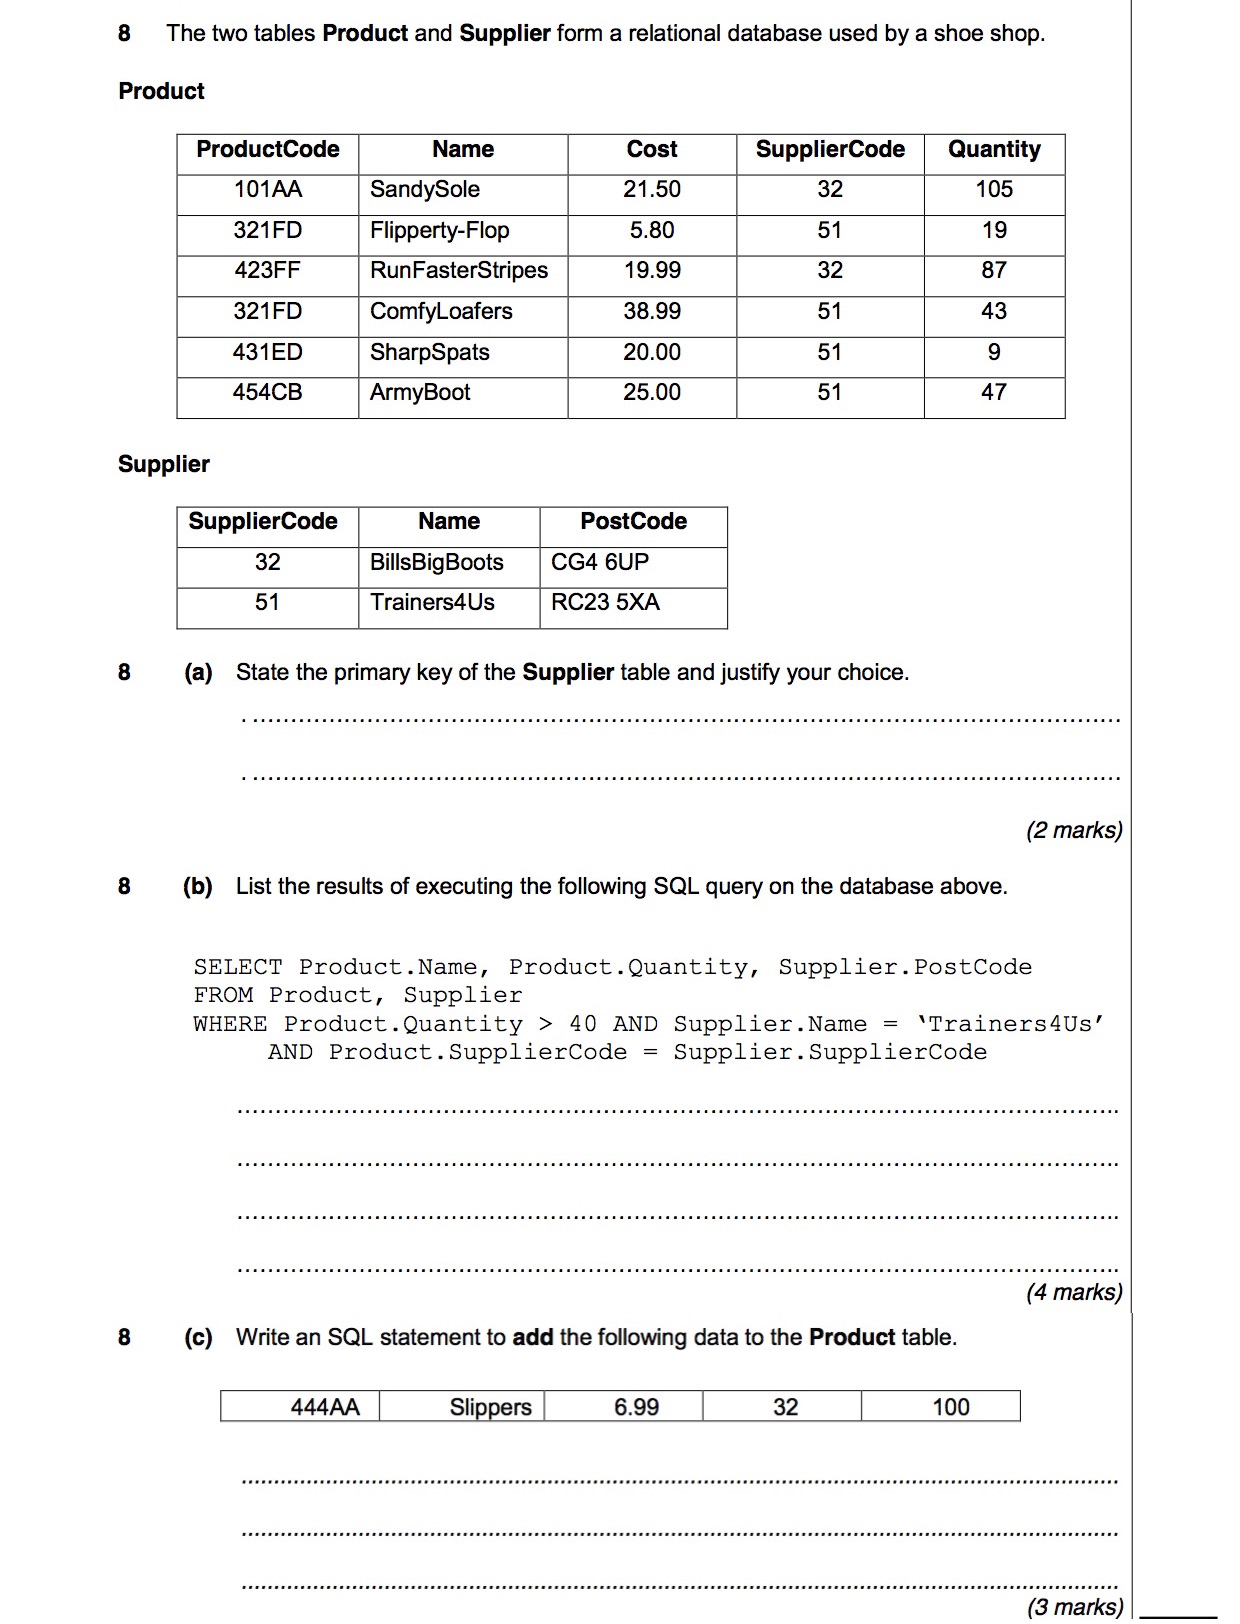 8 The two tables Product and Supplier form a relational database used by a shoe shop.
Product
ProductCode Name Cost SupplierCode Quantity
101AA SandySole 21.50 32 105
321FD Flipperty-Flop 5.80 51 19
423FF RunFasterStripes 19.99 32 87
321FD ComfyLoafers 38.99 51 43
431ED SharpSpats 20.00 51 9
454CB ArmyBoot 25.00 51 47
Supplier
SupplierCode Name PostCode
32 BillsBigBoots CG4 6UP
51 Trainers4Us RC23 5XA
8 (a) State the primary key of the Supplier table and justify your choice.
(2 marks)
8 (b) List the results of executing the following SQL query on the database above.
SELECT Product.Name, Product.Quantity, Supplier.PostCode
FROM Product, Supplier
WHERE Product.Quantity > 40 AND Supplier.Name = ‘Trainers4Us’
AND Product.SupplierCode = Supplier.SupplierCode
(4 marks)
8 (c) Write an SQL statement to add the following data to the Product table.
444AA Slippers 6.99 32 100
(3 marks)